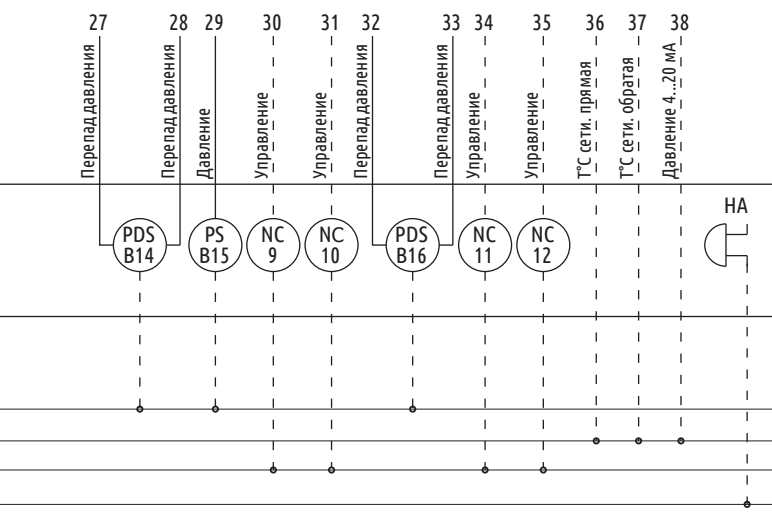 27 28 29 30 31 32 33 34 35 36 37 38
Перепад давления
Перепад давления
Давление
Управление
Управление
Перепад давления
Перепад давления
Управление
Управление
Т°С сети. прямая
Т°С сети. обратая
Давление 4...20 мА
HA
PDS
B14
PS
B15
NC
9
NC
10
PDS
B16
NC
11
NC
12